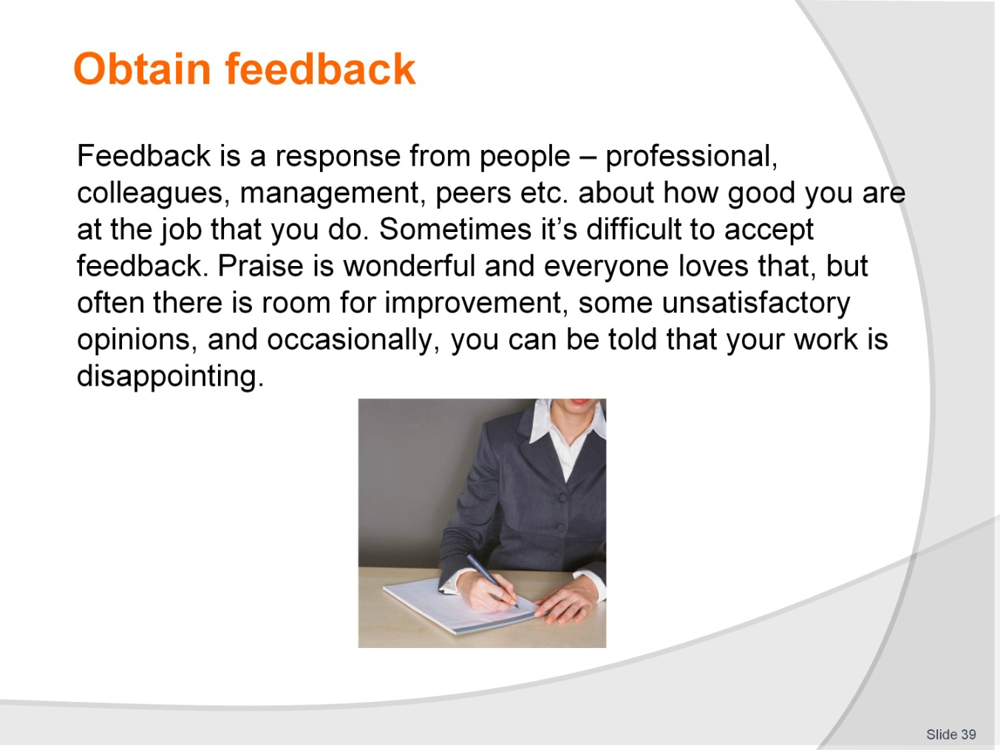 Obtain feedback
Feedback is a response from people – professional,
colleagues, management, peers etc. about how good you are
at the job that you do. Sometimes it’s difficult to accept
feedback. Praise is wonderful and everyone loves that, but
often there is room for improvement, some unsatisfactory
opinions, and occasionally, you can be told that your work is
disappointing.
Slide 39